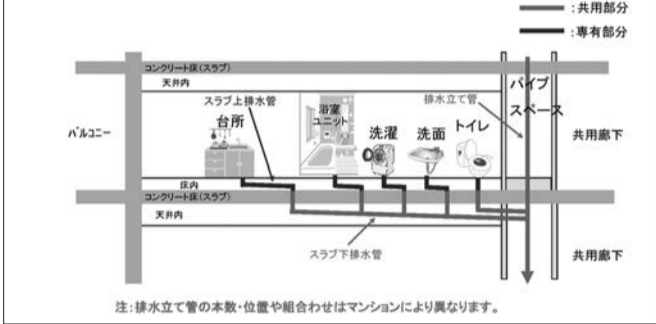 :共用部分
:専有部分
コンクリート床(スラブ)
天井内
スラブ上排水管
排水立て管
パイプ
スペース
バルコニー
台所
浴室
ユニット
洗濯
洗面
トイレ
共用廊下
床内
コンクリート床(スラブ)
天井内
スラブ下排水管
共用廊下
注:排水立て管の本数・位置や組合わせはマンションにより異なります。